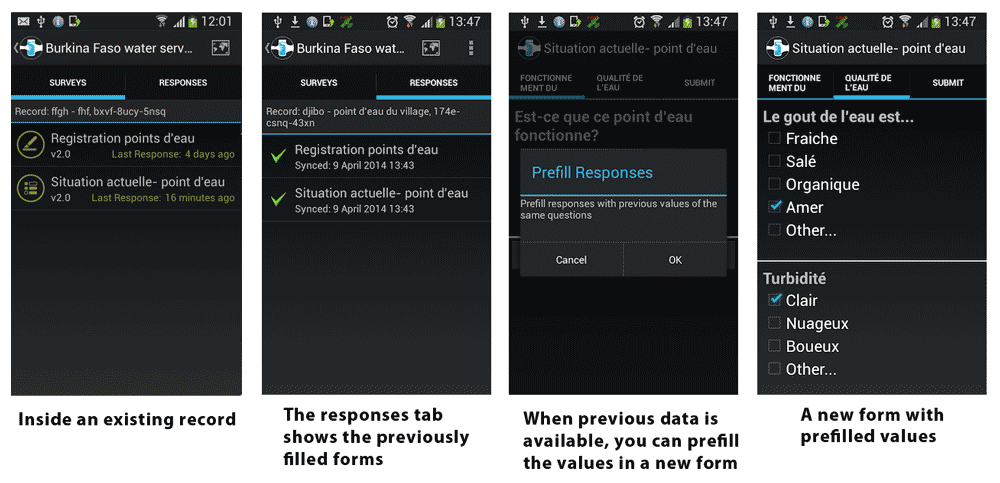 12:01
Burkina Faso water serv...
SURVEYS RESPONSES
Record: ffgh - fhf, bxvf-8ucy-5nsq
Registration points d'eau
v2.0 Last Response: 4 days ago
Situation actuelle- point d'eau
v2.0 Last Response: 16 minutes ago
Inside an existing record
13:47
Burkina Faso wat...
SURVEYS RESPONSES
Record: djibo - point d'eau du village, 174e-
csnq-43xn
Registration points d'eau
Synced: 9 April 2014 13:43
Situation actuelle- point d'eau
Synced: 9 April 2014 13:43
The responses tab
shows the previously
filled forms
13:47
Situation actuelle- point d'eau
FONCTIONNE
MENT DU
QUALITÉ DE
L'EAU
SUBMIT
Est-ce que ce point d'eau
fonctionne?
Prefill Responses
Prefill responses with previous values of the
same questions
Cancel OK
When previous data is
available, you can prefill
the values in a new form
13:47
Situation actuelle- point d'eau
FONCTIONNE
MENT DU
QUALITÉ DE
L'EAU
SUBMIT
Le gout de l'eau est...
Fraiche
Salé
Organique
Amer
Other...
Turbidité
Clair
Nuageux
Boueux
Other...
A new form with
prefilled values